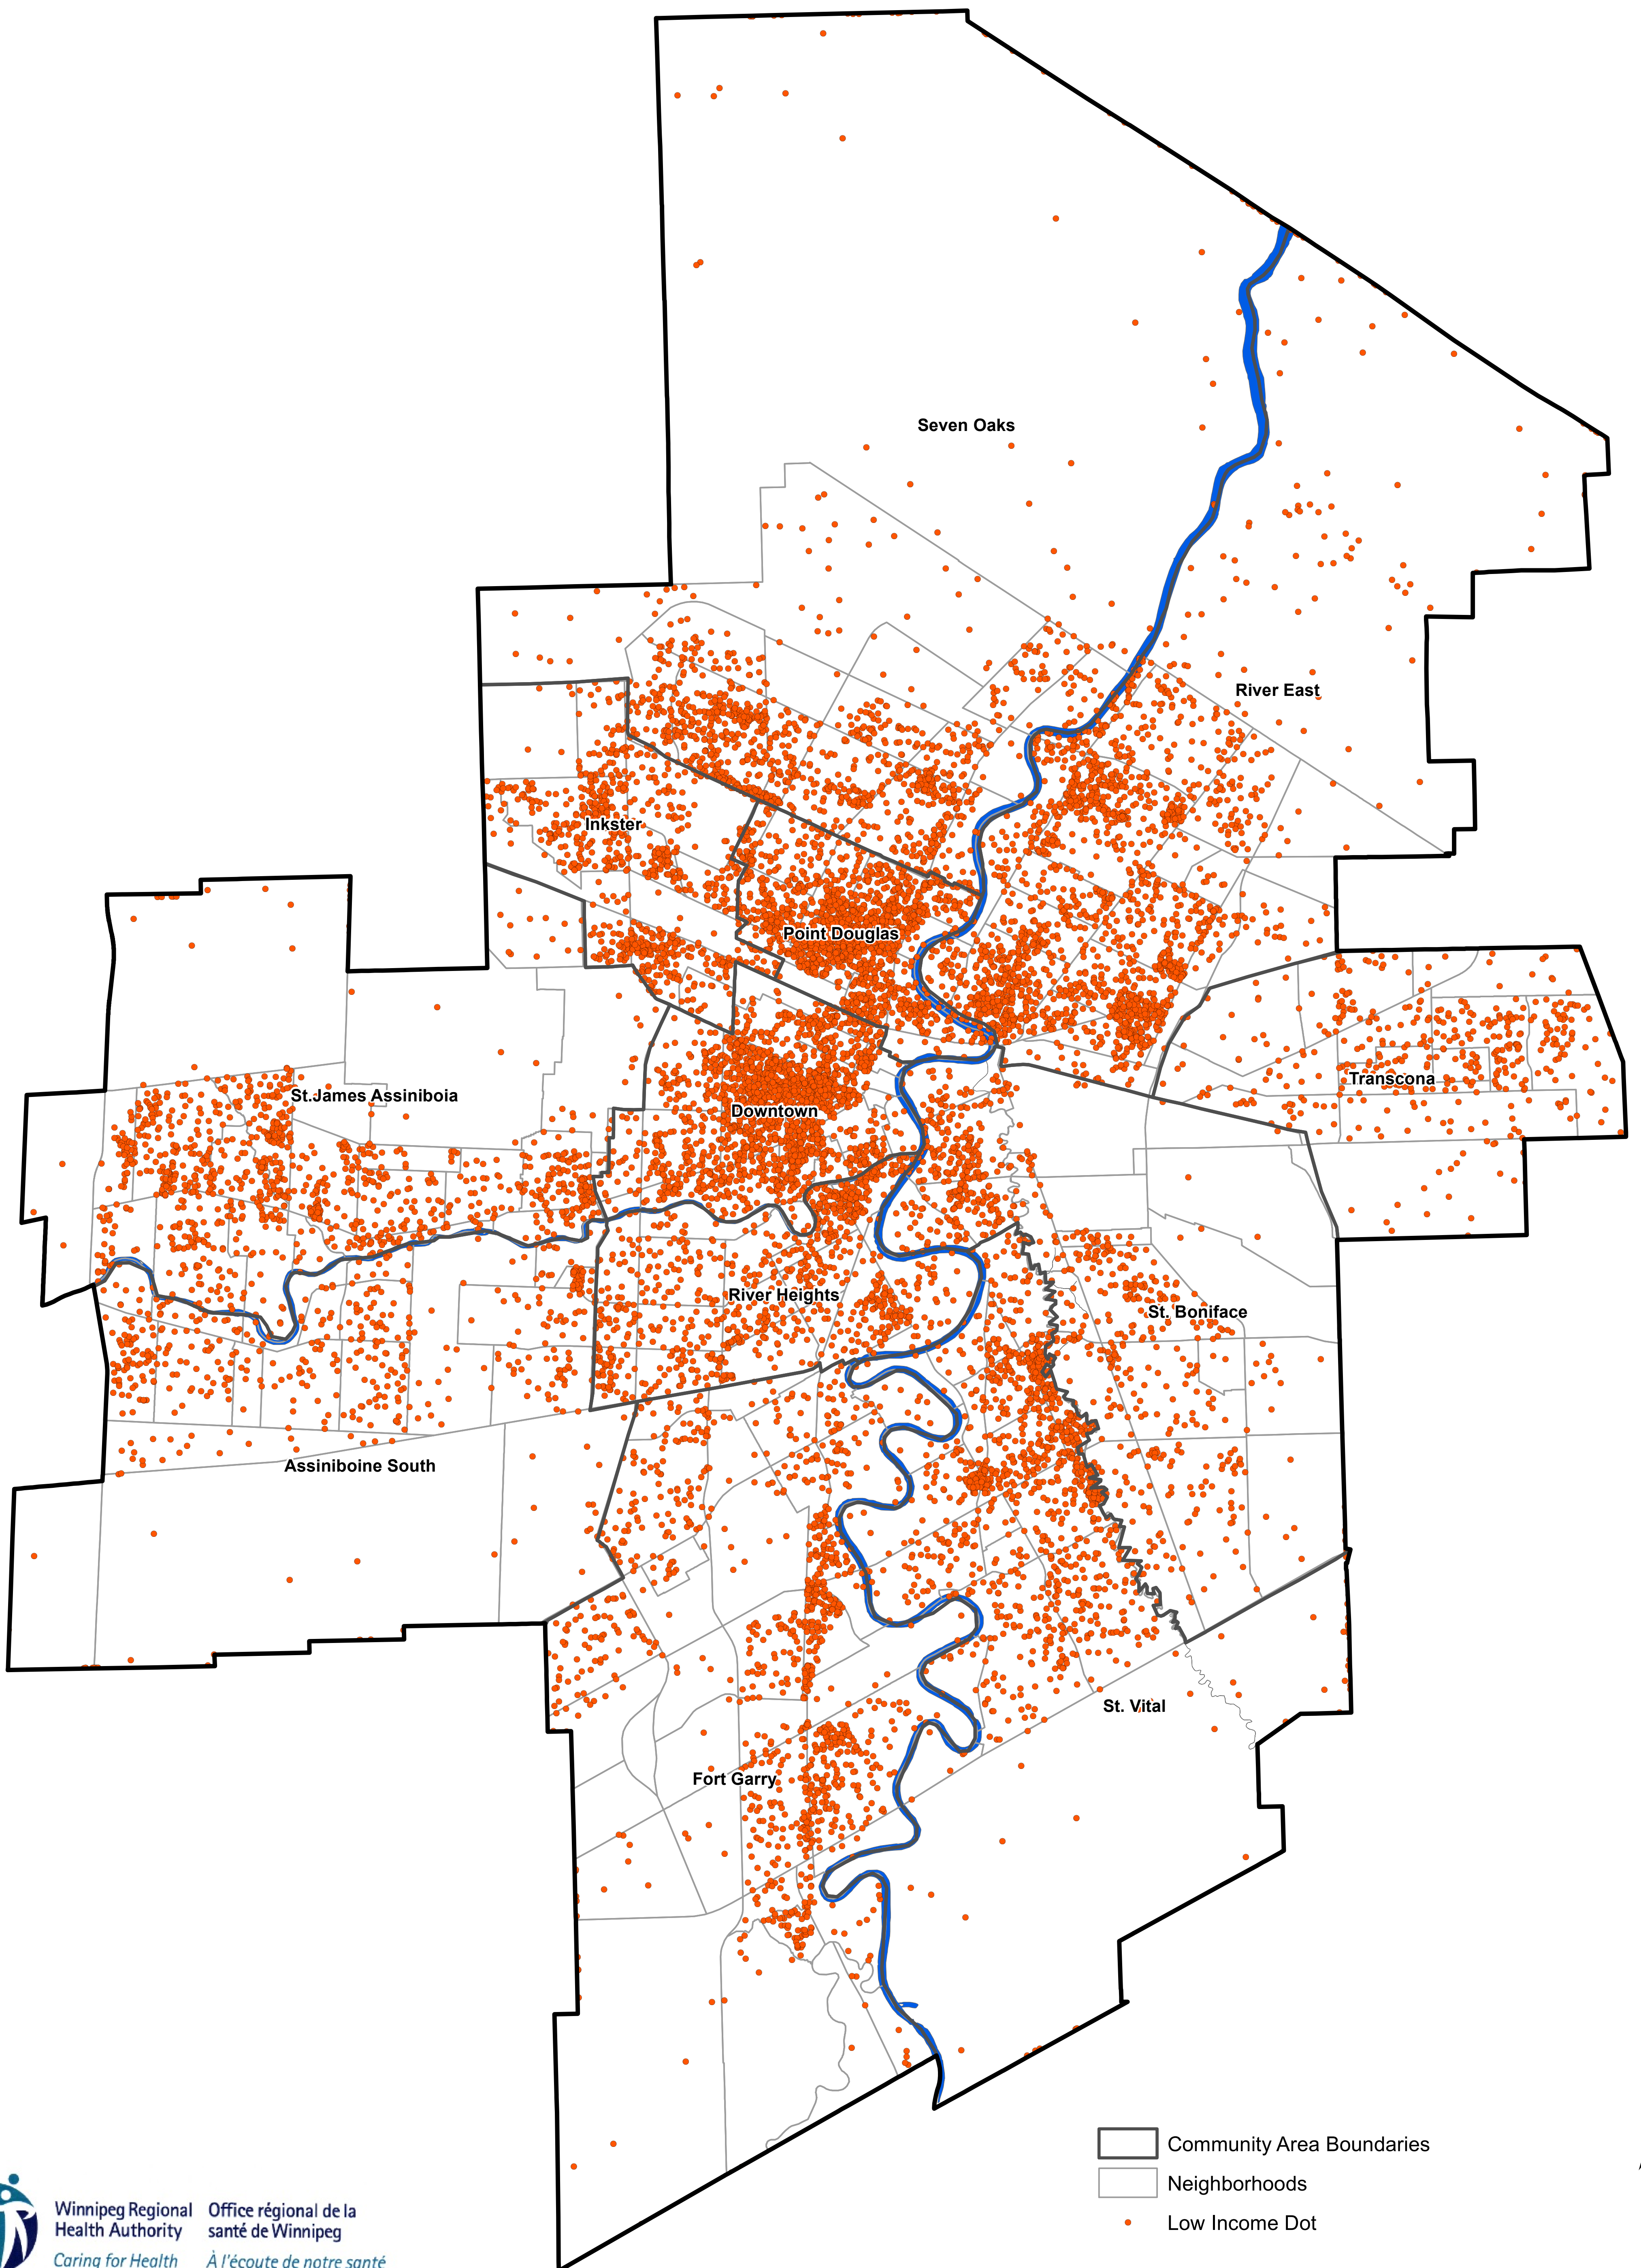 Seven Oaks
River East
Inkster
Point Douglas
Transcona
St.James Assiniboia
Downtown
River Heights
St. Boniface
Assiniboine South
St. Vital
Fort Garry
Community Area Boundaries
Neighborhoods
Low Income Dot
Winnipeg Regional
Health Authority
Caring for Health
Office régional de la
santé de Winnipeg
À l'écoute de notre santé